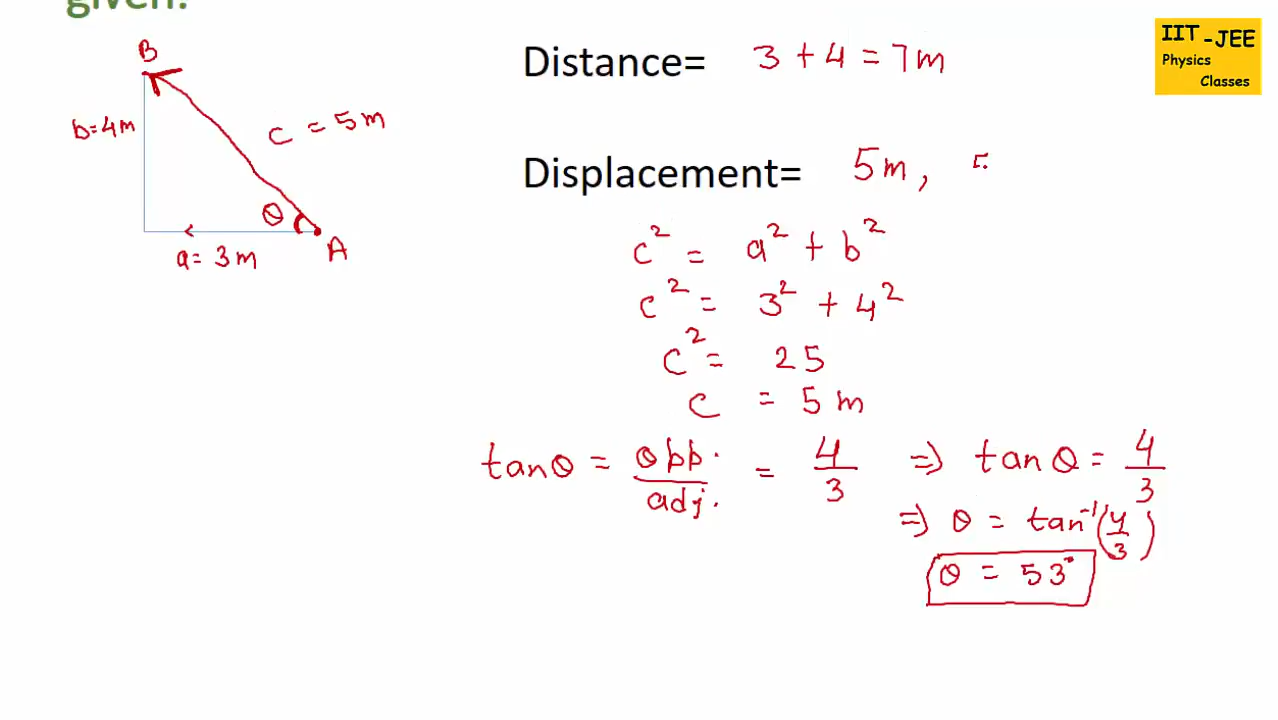 given?
B
b=4m
c = 5m
θ
a= 3m
A
Distance= 3 + 4 = 7m
Displacement= 5m, 5
c² = a² + b²
c² = 3² + 4²
c² = 25
c = 5m
tanθ = opp. / adj. = 4/3 ⇒ tanθ = 4/3
⇒ θ = tan⁻¹(4/3)
θ = 53°
IIT-JEE
Physics
Classes